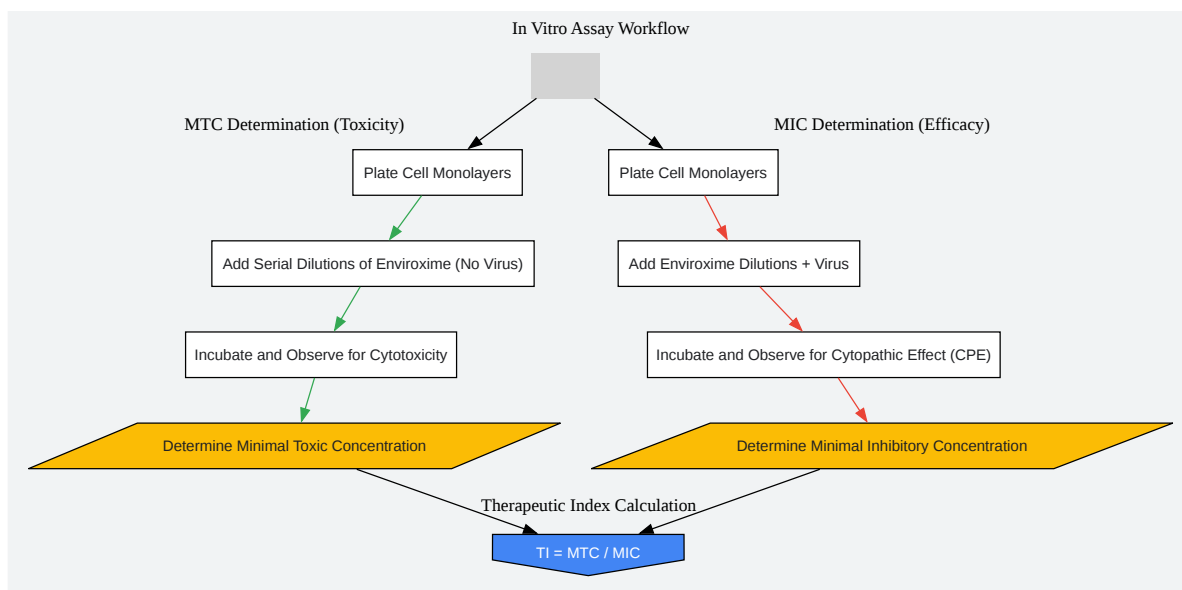 In Vitro Assay Workflow
MTC Determination (Toxicity)
Plate Cell Monolayers
Add Serial Dilutions of Enviroxime (No Virus)
Incubate and Observe for Cytotoxicity
Determine Minimal Toxic Concentration
MIC Determination (Efficacy)
Plate Cell Monolayers
Add Enviroxime Dilutions + Virus
Incubate and Observe for Cytopathic Effect (CPE)
Determine Minimal Inhibitory Concentration
Therapeutic Index Calculation
TI = MTC / MIC